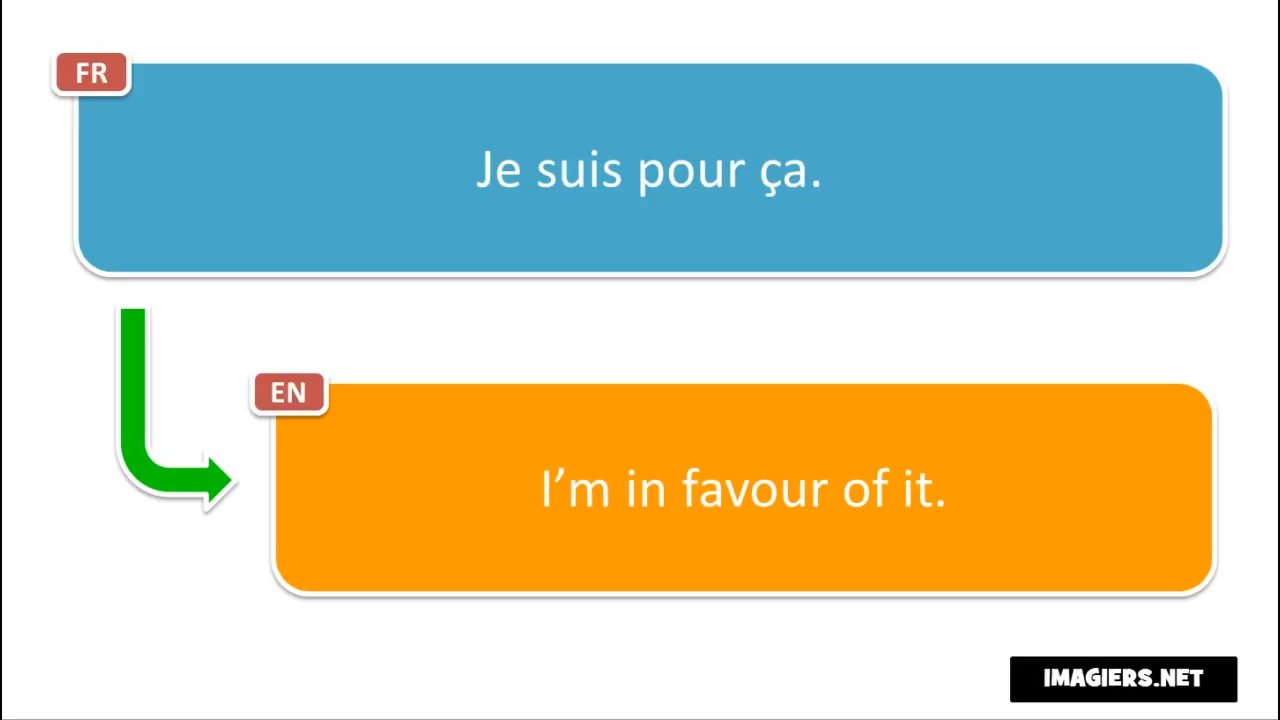 FR
Je suis pour ça.
EN
I’m in favour of it.
IMAGIERS.NET